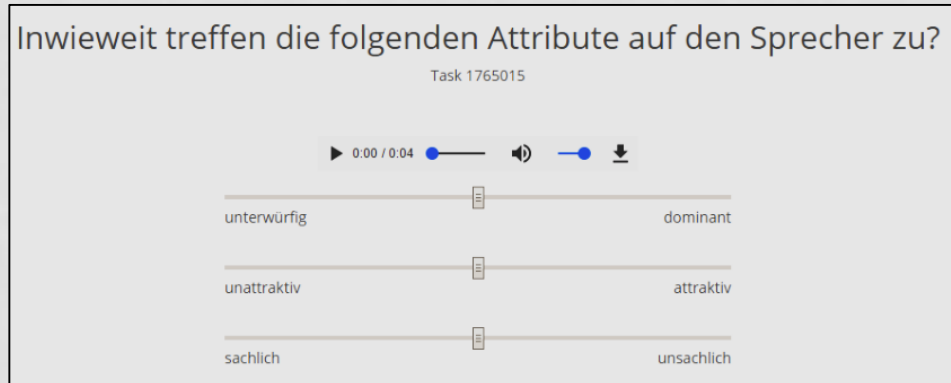 Inwieweit treffen die folgenden Attribute auf den Sprecher zu?
Task 1765015
0:00 / 0:04
unterwürfig dominant
unattraktiv attraktiv
sachlich unsachlich